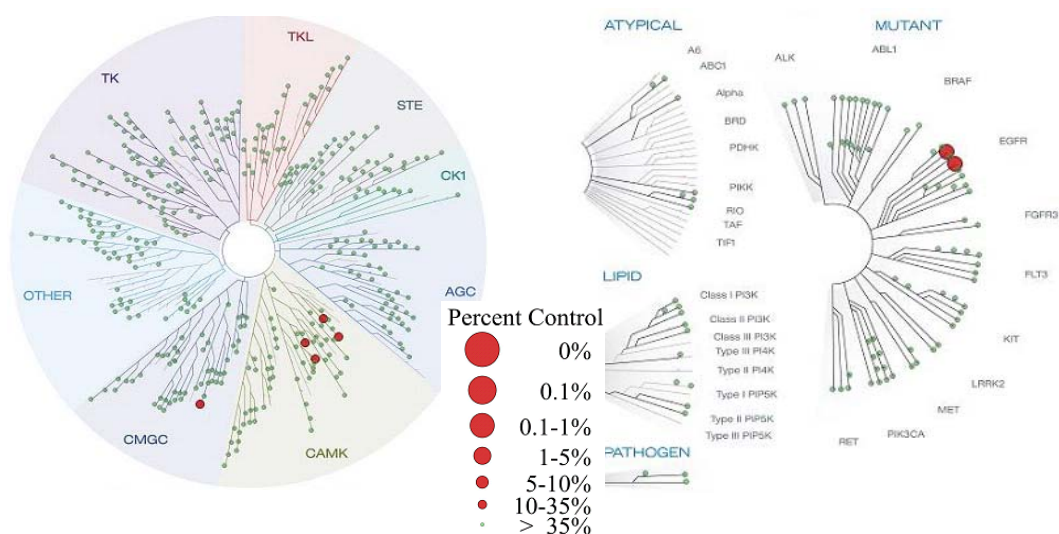 TK
TKL
STE
CK1
AGC
CAMK
CMGC
OTHER
Percent Control
0%
0.1%
0.1-1%
1-5%
5-10%
10-35%
> 35%
ATYPICAL
A6
ABC1
Alpha
BRD
PDHK
PIKK
RIO
TAF
TIF1
LIPID
Class I PI3K
Class II PI3K
Class III PI3K
Type III PI4K
Type II PI4K
Type I PIP5K
Type II PIP5K
Type III PIP5K
PATHOGEN
MUTANT
ALK
ABL1
BRAF
EGFR
FGFR3
FLT3
KIT
LRRK2
MET
PIK3CA
RET